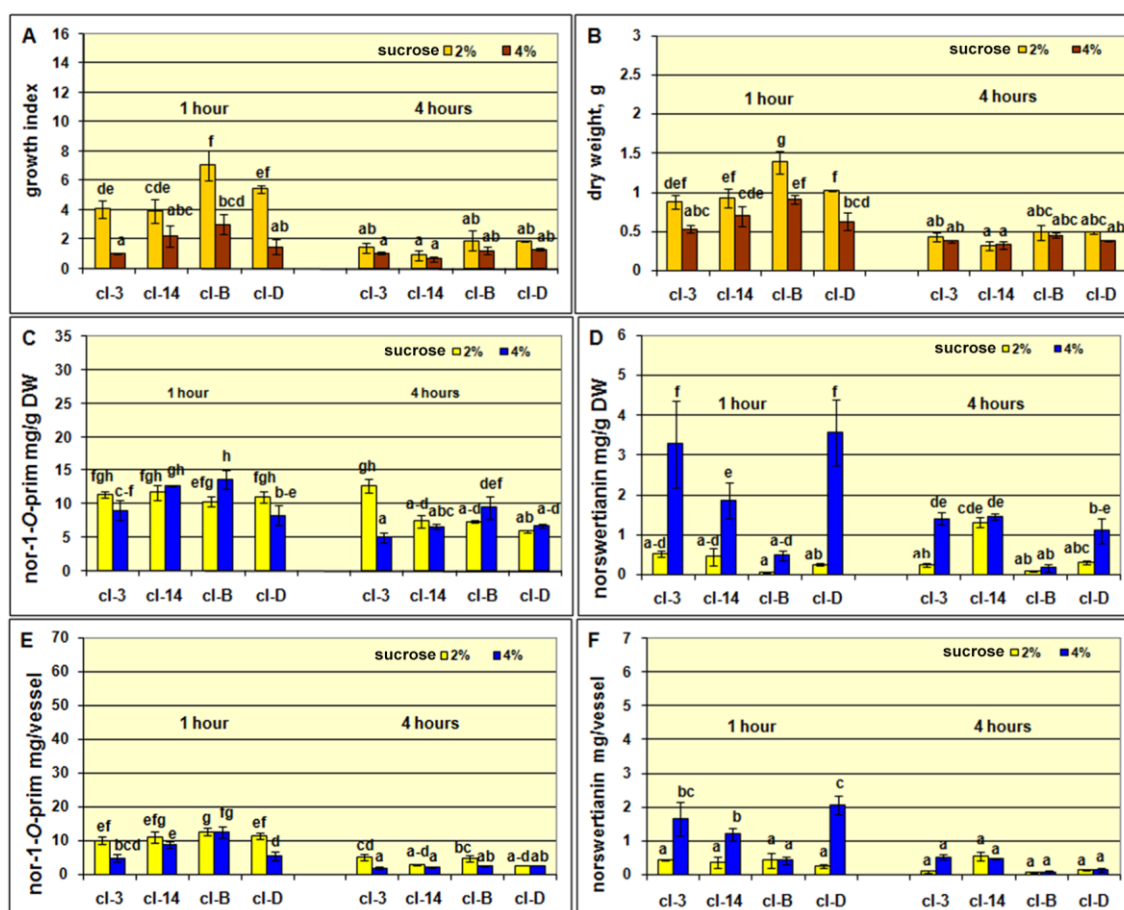 A
sucrose 2% 4%
growth index
16
14
12
10
8
6
4
2
0
1 hour
4 hours
de
a
cde
abc
f
bcd
ef
ab
ab
a
a
a
ab
ab
ab
ab
cl-3 cl-14 cl-B cl-D cl-3 cl-14 cl-B cl-D
B
sucrose 2% 4%
dry weight, g
3
2.5
2
1.5
1
0.5
0
1 hour
4 hours
def
abc
ef
cde
g
ef
f
bcd
ab
ab
a
a
abc
abc
abc
ab
cl-3 cl-14 cl-B cl-D cl-3 cl-14 cl-B cl-D
C
sucrose 2% 4%
nor-1-O-prim mg/g DW
35
30
25
20
15
10
5
0
1 hour
4 hours
fgh
c-f
fgh
gh
efg
h
fgh
b-e
gh
a
a-d
abc
a-d
def
ab
a-d
cl-3 cl-14 cl-B cl-D cl-3 cl-14 cl-B cl-D
D
sucrose 2% 4%
norswertianin mg/g DW
6
5
4
3
2
1
0
1 hour
4 hours
a-d
f
a-d
e
a
a-d
ab
f
ab
de
cde
de
ab
ab
abc
b-e
cl-3 cl-14 cl-B cl-D cl-3 cl-14 cl-B cl-D
E
sucrose 2% 4%
nor-1-O-prim mg/vessel
70
60
50
40
30
20
10
0
1 hour
4 hours
ef
bcd
efg
e
g
fg
ef
d
cd
a
a-d
a
bc
ab
a-d
ab
cl-3 cl-14 cl-B cl-D cl-3 cl-14 cl-B cl-D
F
sucrose 2% 4%
norswertianin mg/vessel
7
6
5
4
3
2
1
0
1 hour
4 hours
a
bc
a
b
a
a
a
c
a
a
a
a
a
a
a
a
cl-3 cl-14 cl-B cl-D cl-3 cl-14 cl-B cl-D